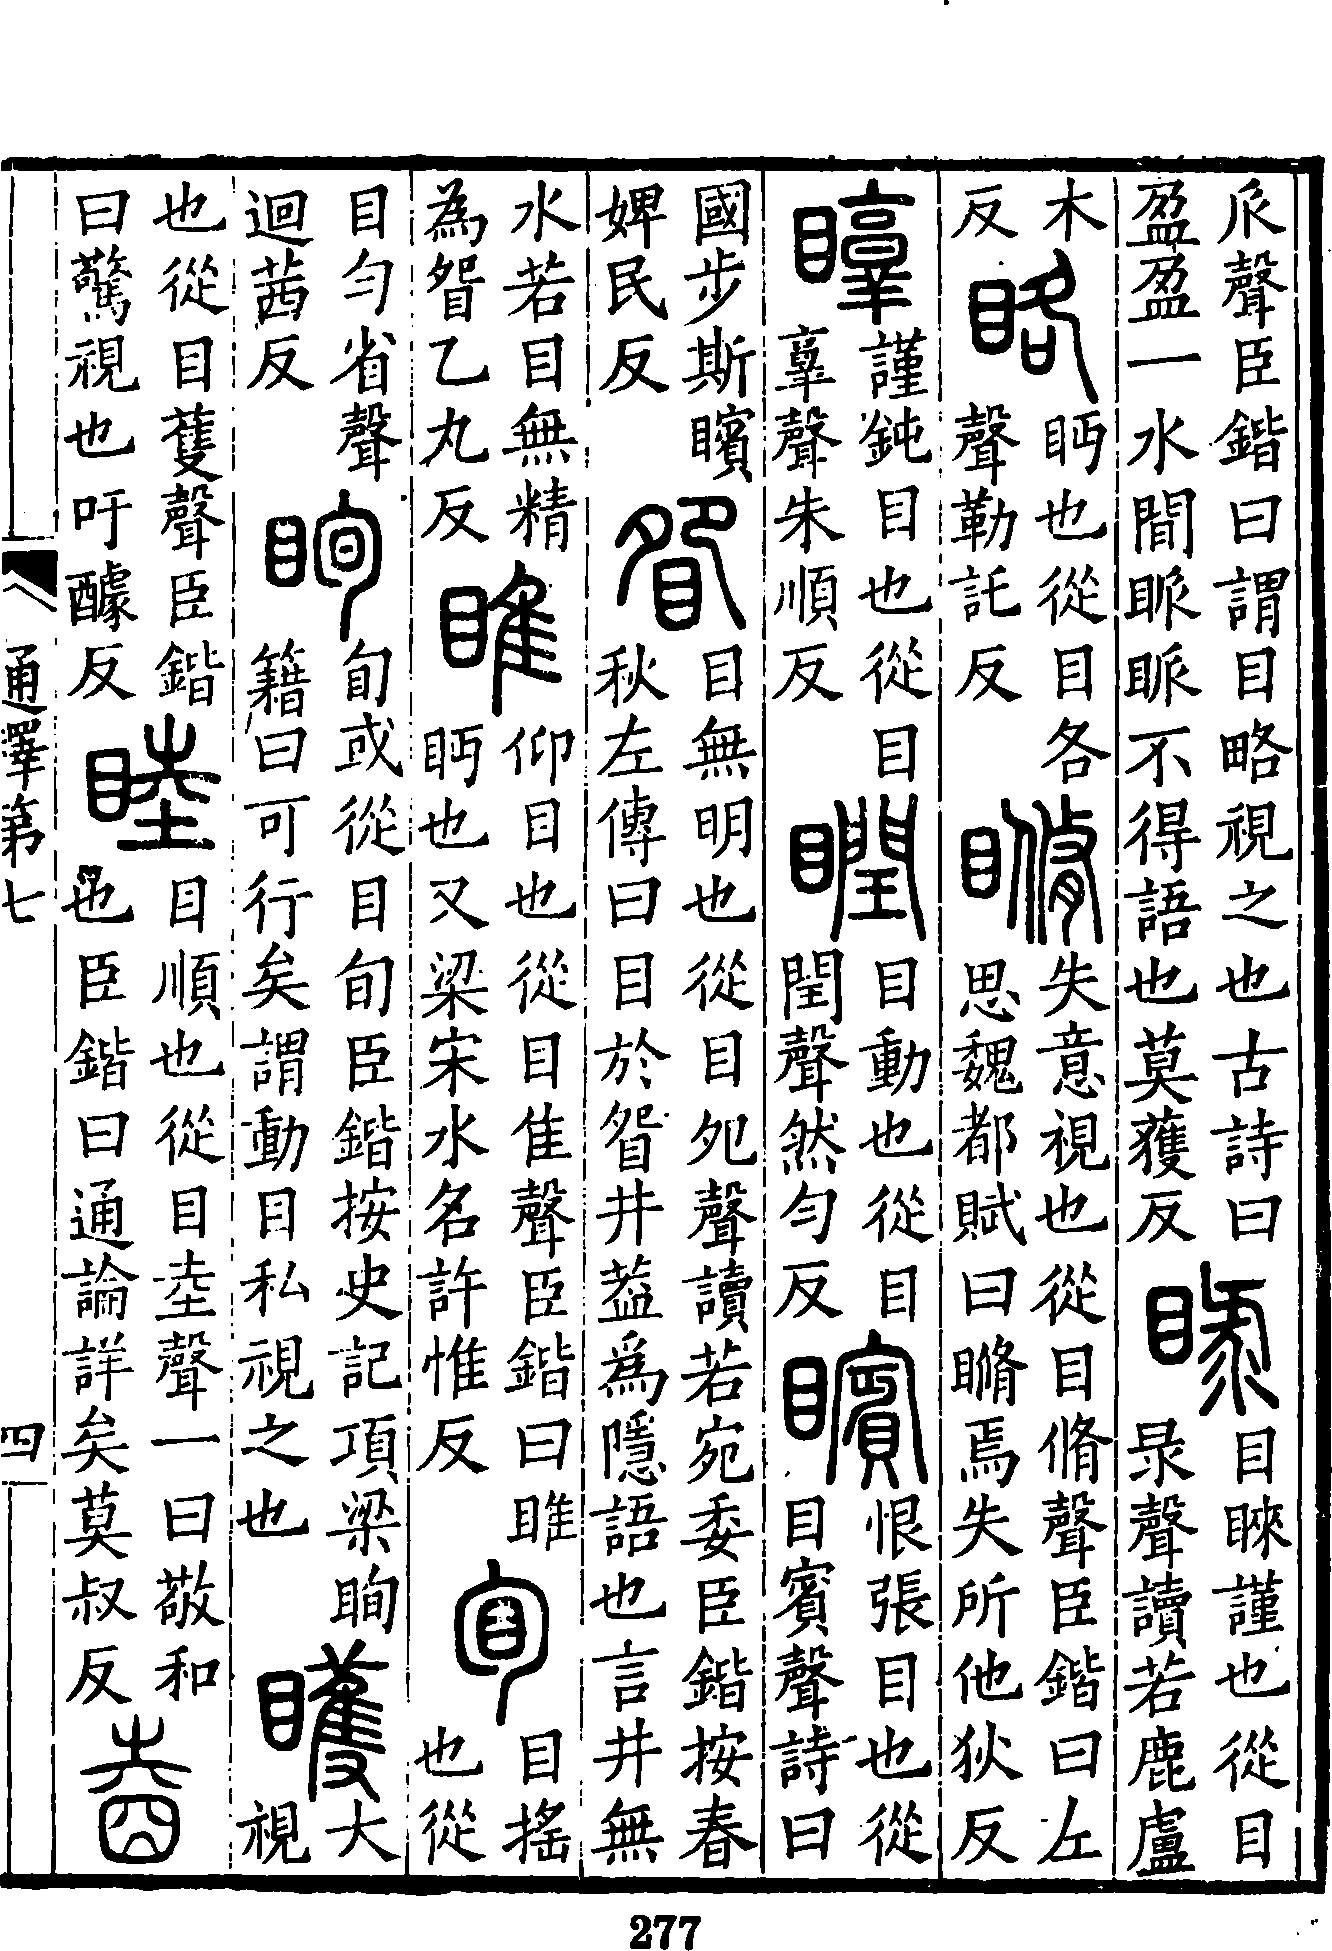 𠂢聲臣鍇曰謂目略視之也古詩曰
盈盈一水間眽眽不得語也莫獲反
睩
目睞謹也從目
录聲讀若鹿盧
木
反
䀩
眄也從目各
聲勒託反
失意視也從目脩聲臣鍇曰左
思魏都賦曰焉失所他狄反
謹鈍目也從目
𦎫聲朱順反
瞤
目動也從目
閏聲然勻反
矉
恨張目也從
目賓聲詩曰
國步斯矉
婢民反
眢
目無明也從目夗聲讀若宛委臣鍇按春
秋左傳曰目於眢井葢為隱語也言井無
水若目無精
為眢乙丸反
睢
仰目也從目隹聲臣鍇曰睢
眄也又梁宋水名許惟反
旬
目搖
也從
目勻省聲
迴茜反
眴
旬或從目旬臣鍇按史記項梁眴
籍曰可行矣謂動目私視之也
矆
大
視
也從目蒦聲臣鍇
曰驚視也吁醵反
睦
目順也從目坴聲一曰敬和
也臣鍇曰通論詳矣莫叔反
𡴆
通釋第七
四
277